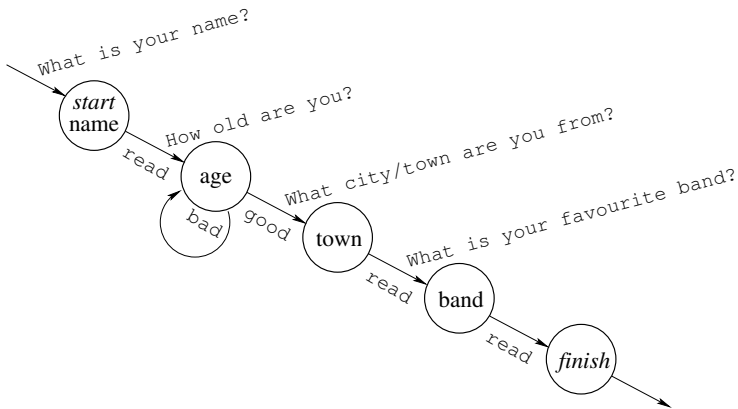 What is your name?
start
name
How old are you?
read
age
What city/town are you from?
bad
good
town
What is your favourite band?
read
band
read
finish